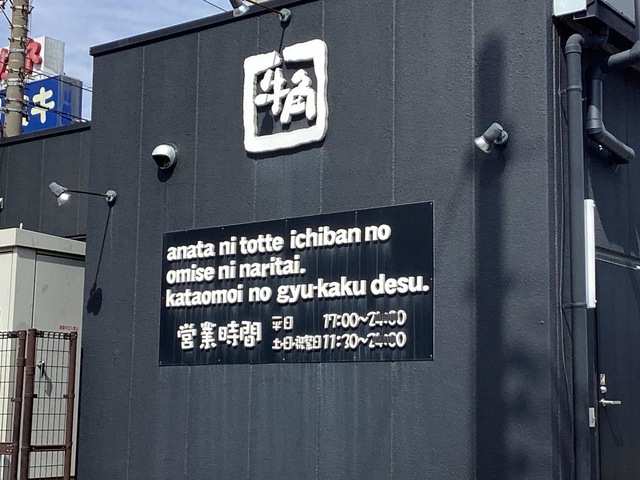 牛角
anata ni totte ichiban no
omise ni naritai.
kataomoi no gyu-kaku desu.
営業時間
平日 17:00~24:00
土・日・祝祭日 11:30~24:00